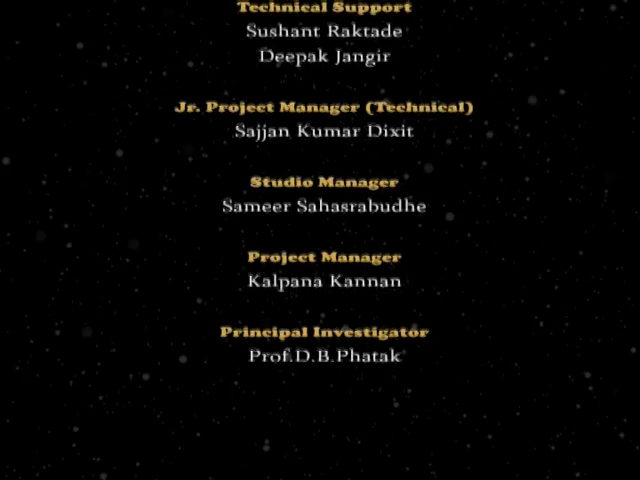 Technical Support
Sushant Raktade
Deepak Jangir
Jr. Project Manager (Technical)
Sajjan Kumar Dixit
Studio Manager
Sameer Sahasrabudhe
Project Manager
Kalpana Kannan
Principal Investigator
Prof.D.B.Phatak